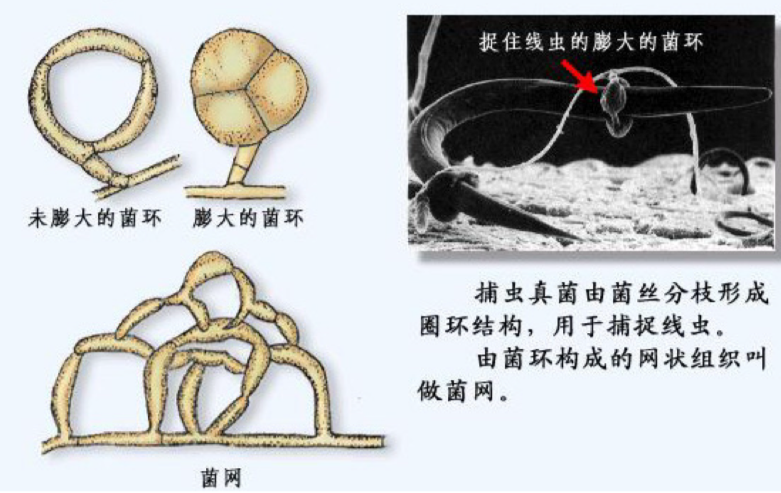 捉住线虫的膨大的菌环
未膨大的菌环
膨大的菌环
捕虫真菌由菌丝分枝形成
圈环结构，用于捕捉线虫。
由菌环构成的网状组织叫
做菌网。
菌网